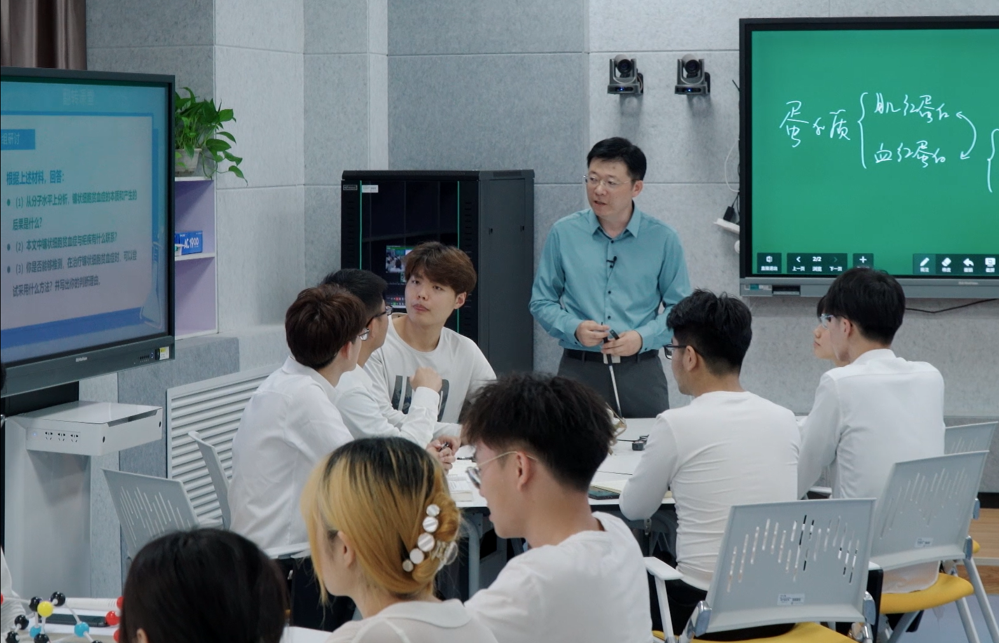 翻转课堂
组研讨
根据上述材料，回答：
(1) 从分子水平上分析，镰状细胞贫血症的本质和产生的
后果是什么？
(2) 本文中镰状细胞贫血症与疟疾有什么联系？
(3) 你是否能够推测，在治疗镰状细胞贫血症时，可以尝
试采用什么方法？并写出你的判断理由。
AC1900
蛋白质
肌红蛋白
血红蛋白
2/2
上一页
浏览
下一页
批注